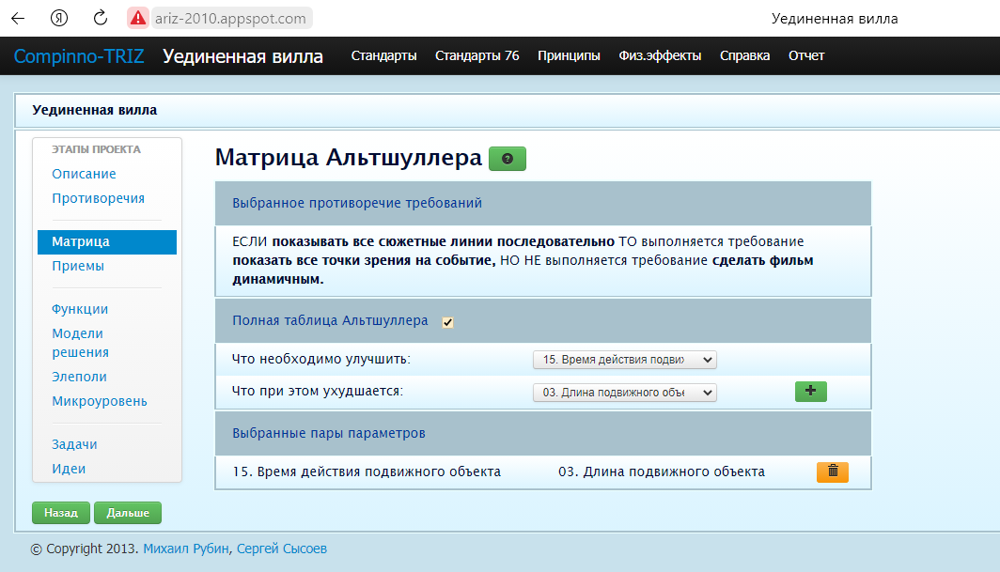 Я ariz-2010.appspot.com Уединенная вилла
Compinno-TRIZ Уединенная вилла Стандарты Стандарты 76 Принципы Физ.эффекты Справка Отчет
Уединенная вилла
ЭТАПЫ ПРОЕКТА
Описание
Противоречия
Матрица
Приемы
Функции
Модели
решения
Элеполи
Микроуровень
Задачи
Идеи
Назад Дальше
Матрица Альтшуллера ?
Выбранное противоречие требований
ЕСЛИ показывать все сюжетные линии последовательно ТО выполняется требование
показать все точки зрения на событие, НО НЕ выполняется требование сделать фильм
динамичным.
Полная таблица Альтшуллера
Что необходимо улучшить: 15. Время действия подвиж
Что при этом ухудшается: 03. Длина подвижного объе
Выбранные пары параметров
15. Время действия подвижного объекта 03. Длина подвижного объекта
© Copyright 2013. Михаил Рубин, Сергей Сысоев